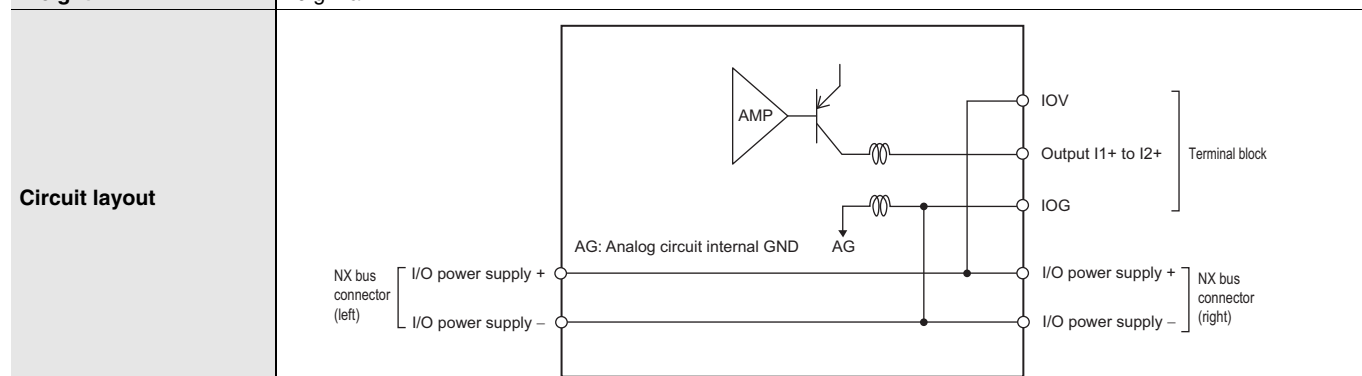 Circuit layout
AMP
IOV
Output I1+ to I2+
Terminal block
IOG
AG: Analog circuit internal GND
AG
NX bus
connector
(left)
I/O power supply +
I/O power supply –
I/O power supply +
I/O power supply –
NX bus
connector
(right)